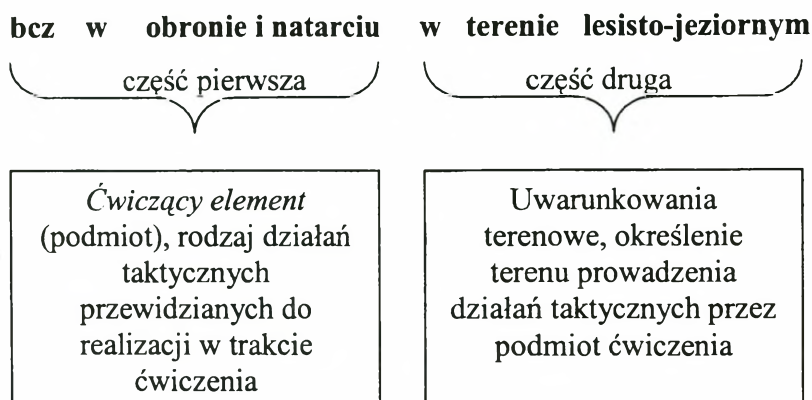 bcz w obronie i natarciu w terenie lesisto-jeziornym
część pierwsza
część druga
Ćwiczący element
(podmiot), rodzaj działań
taktycznych
przewidzianych do
realizacji w trakcie
ćwiczenia
Uwarunkowania
terenowe, określenie
terenu prowadzenia
działań taktycznych przez
podmiot ćwiczenia